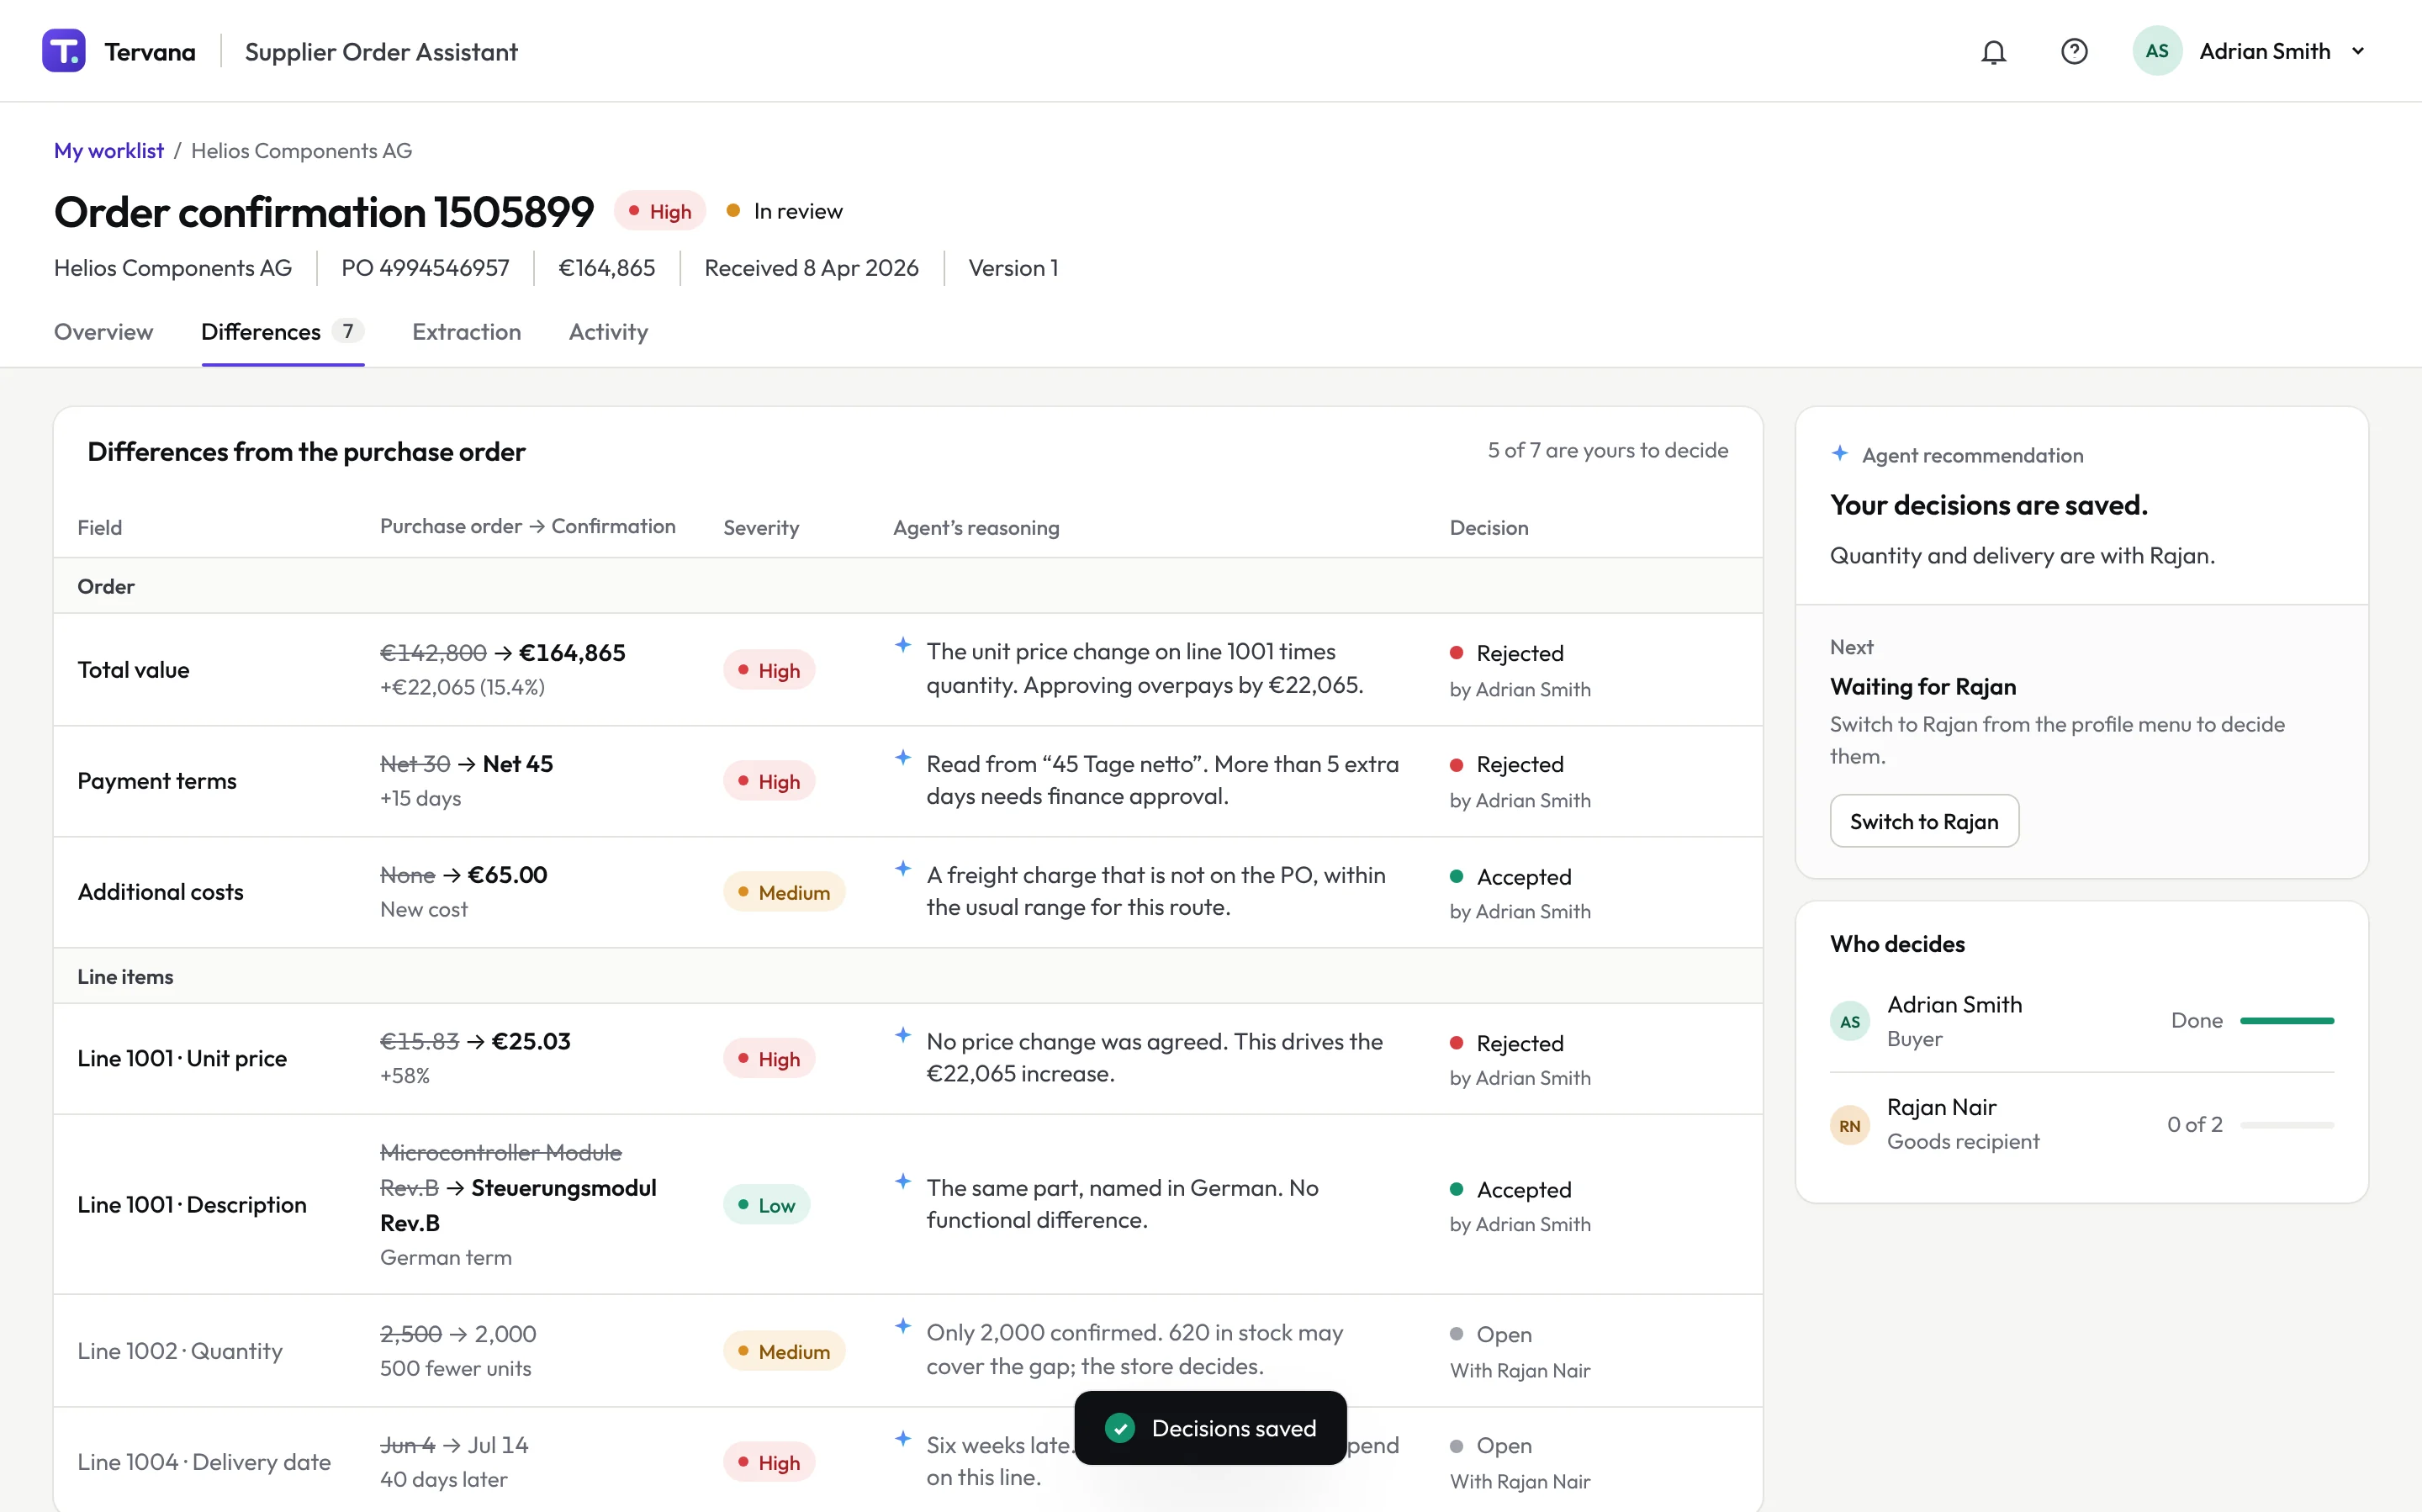 T.
Tervana
Supplier Order Assistant
AS
Adrian Smith
My worklist / Helios Components AG
Order confirmation 1505899
High
In review
Helios Components AG
PO 4994546957
€164,865
Received 8 Apr 2026
Version 1
Overview
Differences 7
Extraction
Activity
Differences from the purchase order
5 of 7 are yours to decide
Field
Purchase order → Confirmation
Severity
Agent’s reasoning
Decision
Order
Total value
€142,800 → €164,865
+€22,065 (15.4%)
High
The unit price change on line 1001 times
quantity. Approving overpays by €22,065.
Rejected
by Adrian Smith
Payment terms
Net 30 → Net 45
+15 days
High
Read from “45 Tage netto”. More than 5 extra
days needs finance approval.
Rejected
by Adrian Smith
Additional costs
None → €65.00
New cost
Medium
A freight charge that is not on the PO, within
the usual range for this route.
Accepted
by Adrian Smith
Line items
Line 1001 · Unit price
€15.83 → €25.03
+58%
High
No price change was agreed. This drives the
€22,065 increase.
Rejected
by Adrian Smith
Line 1001 · Description
Microcontroller Module
Rev.B → Steuerungsmodul
Rev.B
German term
Low
The same part, named in German. No
functional difference.
Accepted
by Adrian Smith
Line 1002 · Quantity
2,500 → 2,000
500 fewer units
Medium
Only 2,000 confirmed. 620 in stock may
cover the gap; the store decides.
Open
With Rajan Nair
Line 1004 · Delivery date
Jun 4 → Jul 14
40 days later
High
Six weeks late.
pend
on this line.
Open
With Rajan Nair
Decisions saved
Agent recommendation
Your decisions are saved.
Quantity and delivery are with Rajan.
Next
Waiting for Rajan
Switch to Rajan from the profile menu to decide
them.
Switch to Rajan
Who decides
AS
Adrian Smith
Buyer
Done
RN
Rajan Nair
Goods recipient
0 of 2